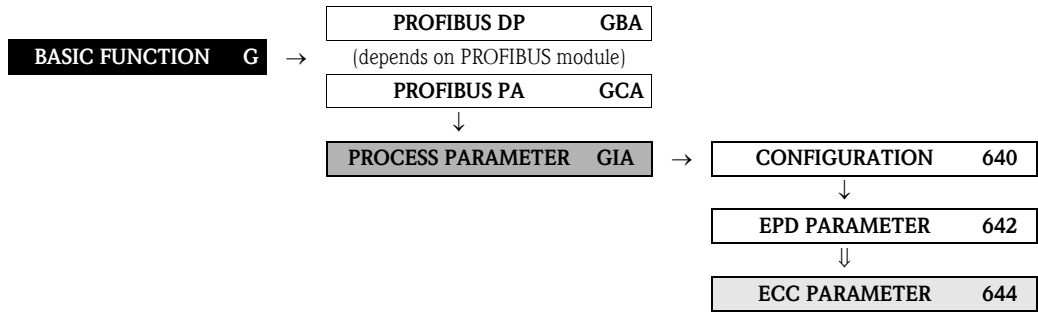 PROFIBUS DP GBA
BASIC FUNCTION G → (depends on PROFIBUS module)
PROFIBUS PA GCA
↓
PROCESS PARAMETER GIA → CONFIGURATION 640
↓
EPD PARAMETER 642
⇓
ECC PARAMETER 644